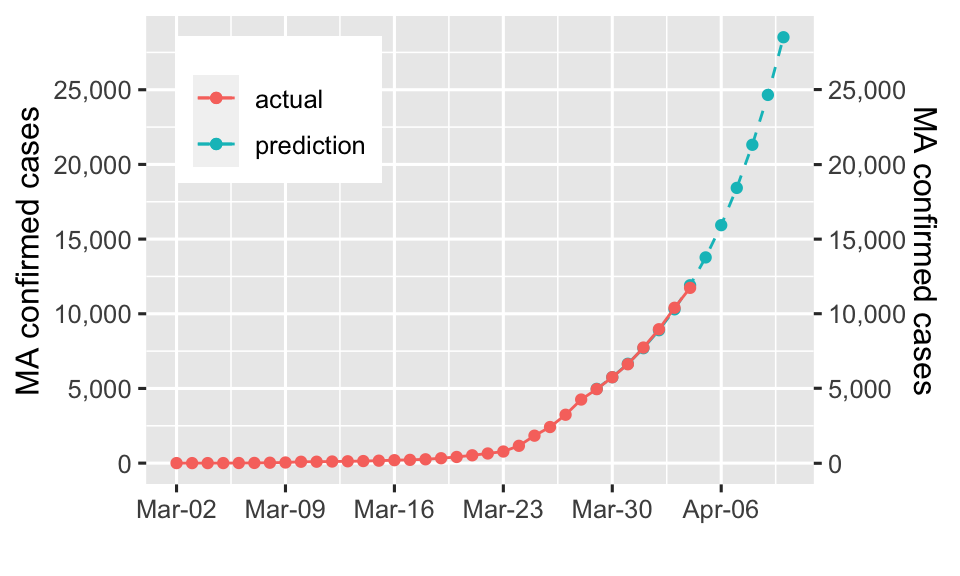 MA confirmed cases
25,000
20,000
15,000
10,000
5,000
0
actual
prediction
25,000
20,000
15,000
10,000
5,000
0
MA confirmed cases
Mar-02 Mar-09 Mar-16 Mar-23 Mar-30 Apr-06